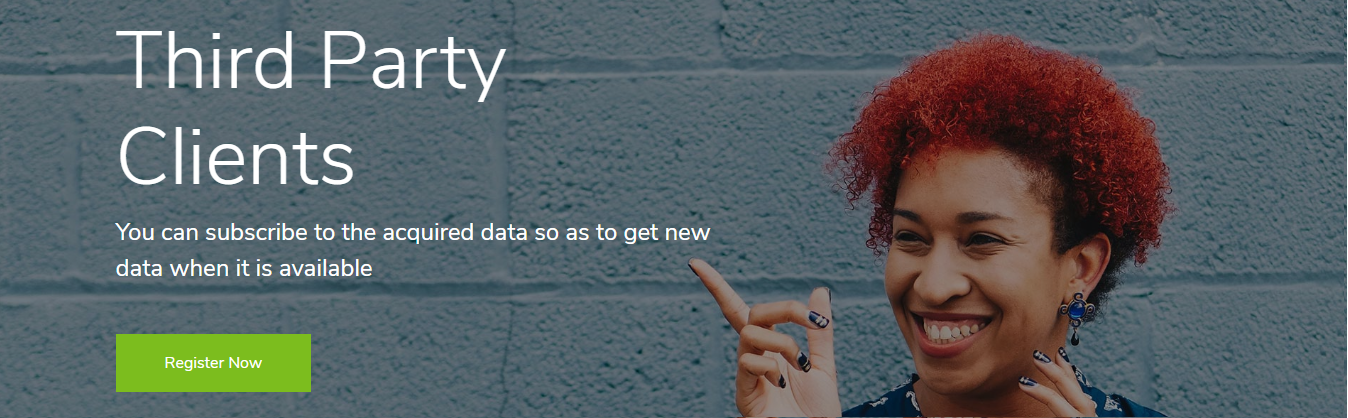 Third Party
Clients
You can subscribe to the acquired data so as to get new
data when it is available
Register Now